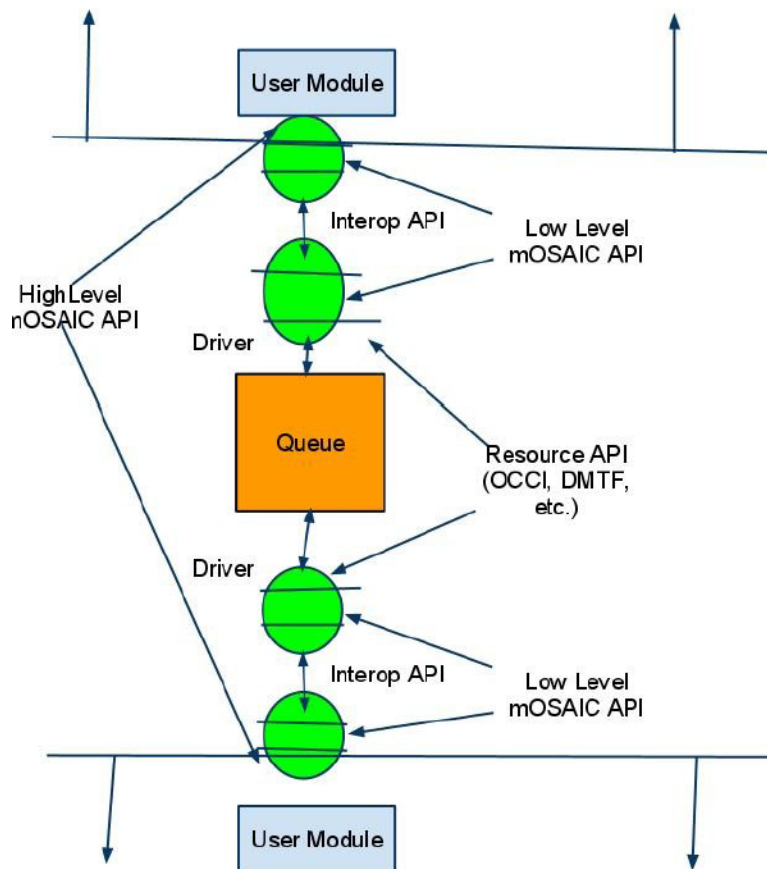 User Module
Interop API
Low Level
mOSAIC API
High Level
mOSAIC API
Driver
Queue
Resource API
(OCCI, DMTF,
etc.)
Driver
Interop API
Low Level
mOSAIC API
User Module